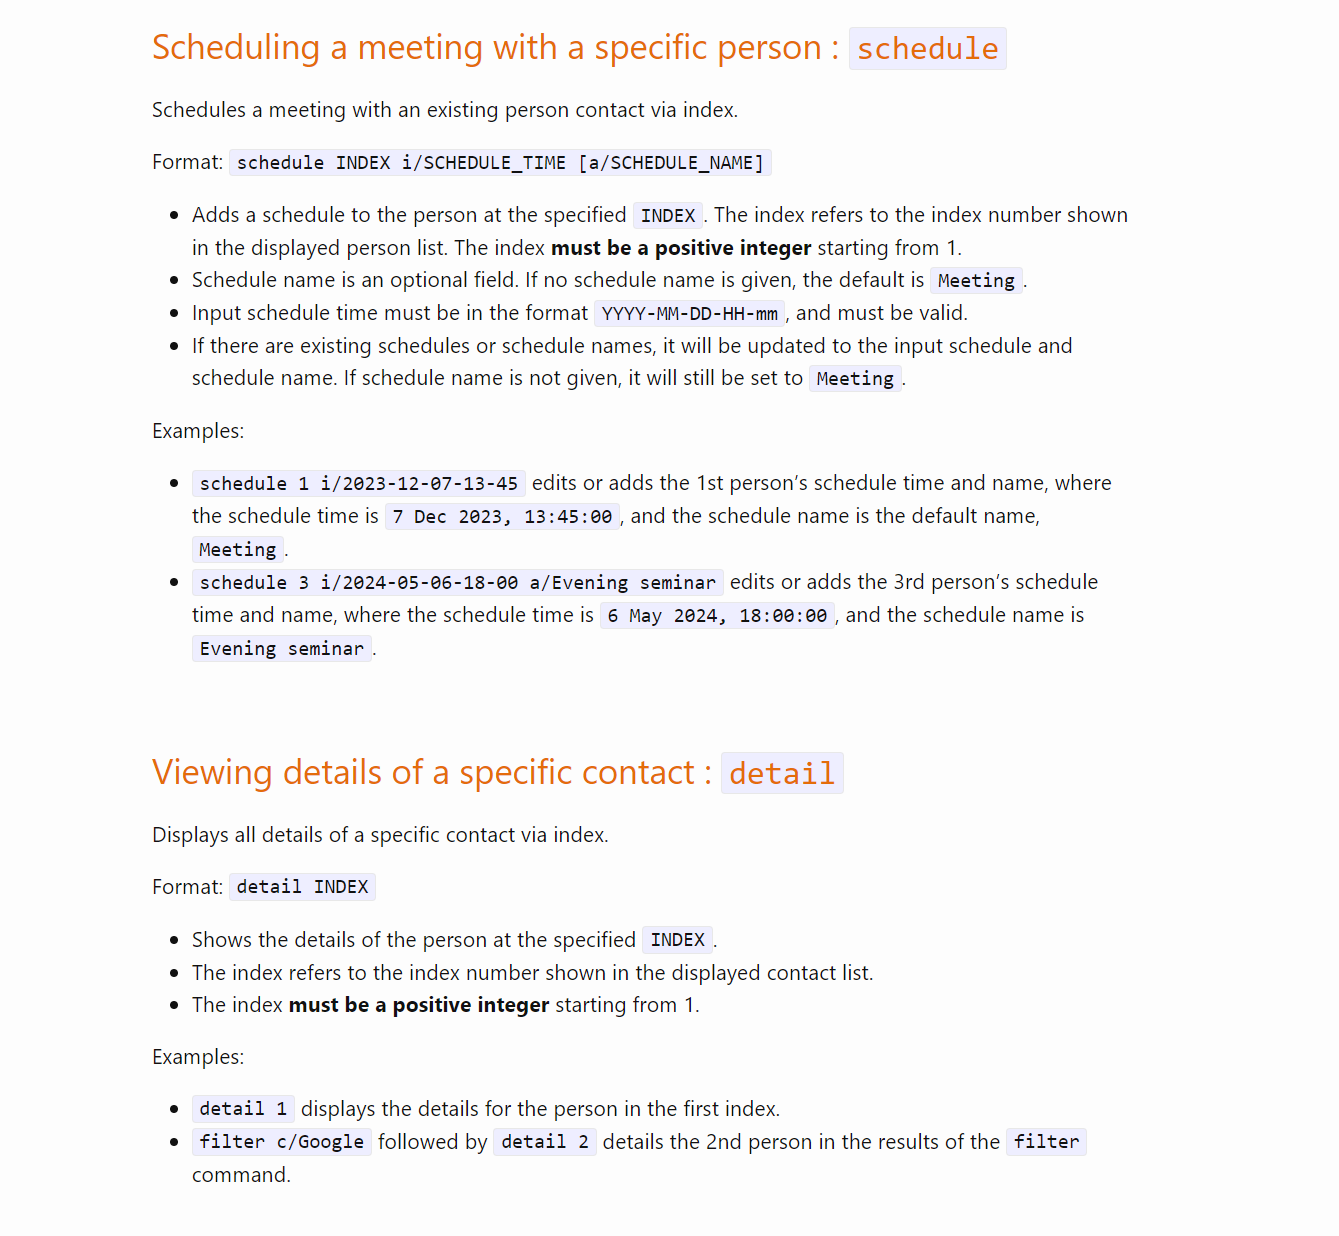 Scheduling a meeting with a specific person : schedule
Schedules a meeting with an existing person contact via index.
Format: schedule INDEX i/SCHEDULE_TIME [a/SCHEDULE_NAME]
• Adds a schedule to the person at the specified INDEX. The index refers to the index number shown
in the displayed person list. The index must be a positive integer starting from 1.
• Schedule name is an optional field. If no schedule name is given, the default is Meeting.
• Input schedule time must be in the format YYYY-MM-DD-HH-mm, and must be valid.
• If there are existing schedules or schedule names, it will be updated to the input schedule and
schedule name. If schedule name is not given, it will still be set to Meeting.
Examples:
• schedule 1 i/2023-12-07-13-45 edits or adds the 1st person’s schedule time and name, where
the schedule time is 7 Dec 2023, 13:45:00, and the schedule name is the default name,
Meeting.
• schedule 3 i/2024-05-06-18-00 a/Evening seminar edits or adds the 3rd person’s schedule
time and name, where the schedule time is 6 May 2024, 18:00:00, and the schedule name is
Evening seminar.
Viewing details of a specific contact : detail
Displays all details of a specific contact via index.
Format: detail INDEX
• Shows the details of the person at the specified INDEX.
• The index refers to the index number shown in the displayed contact list.
• The index must be a positive integer starting from 1.
Examples:
• detail 1 displays the details for the person in the first index.
• filter c/Google followed by detail 2 details the 2nd person in the results of the filter
command.